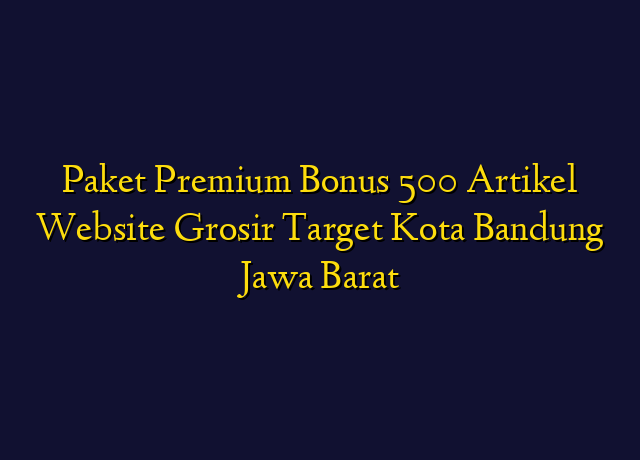 Paket Premium Bonus 500 Artikel
Website Grosir Target Kota Bandung
Jawa Barat